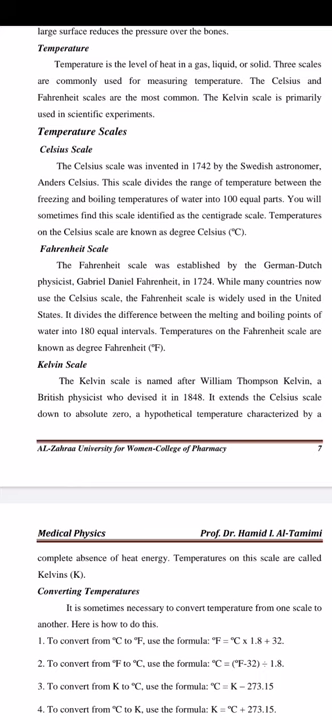 large surface reduces the pressure over the bones.
Temperature
Temperature is the level of heat in a gas, liquid, or solid. Three scales
are commonly used for measuring temperature. The Celsius and
Fahrenheit scales are the most common. The Kelvin scale is primarily
used in scientific experiments.
Temperature Scales
Celsius Scale
The Celsius scale was invented in 1742 by the Swedish astronomer,
Anders Celsius. This scale divides the range of temperature between the
freezing and boiling temperatures of water into 100 equal parts. You will
sometimes find this scale identified as the centigrade scale. Temperatures
on the Celsius scale are known as degree Celsius (ºC).
Fahrenheit Scale
The Fahrenheit scale was established by the German-Dutch
physicist, Gabriel Daniel Fahrenheit, in 1724. While many countries now
use the Celsius scale, the Fahrenheit scale is widely used in the United
States. It divides the difference between the melting and boiling points of
water into 180 equal intervals. Temperatures on the Fahrenheit scale are
known as degree Fahrenheit (ºF).
Kelvin Scale
The Kelvin scale is named after William Thompson Kelvin, a
British physicist who devised it in 1848. It extends the Celsius scale
down to absolute zero, a hypothetical temperature characterized by a
AL-Zahraa University for Women-College of Pharmacy 7
Medical Physics Prof. Dr. Hamid I. Al-Tamimi
complete absence of heat energy. Temperatures on this scale are called
Kelvins (K).
Converting Temperatures
It is sometimes necessary to convert temperature from one scale to
another. Here is how to do this.
1. To convert from ºC to ºF, use the formula: ºF = ºC x 1.8 + 32.
2. To convert from ºF to ºC, use the formula: ºC = (ºF-32) ÷ 1.8.
3. To convert from K to ºC, use the formula: ºC = K – 273.15
4. To convert from ºC to K, use the formula: K = ºC + 273.15.